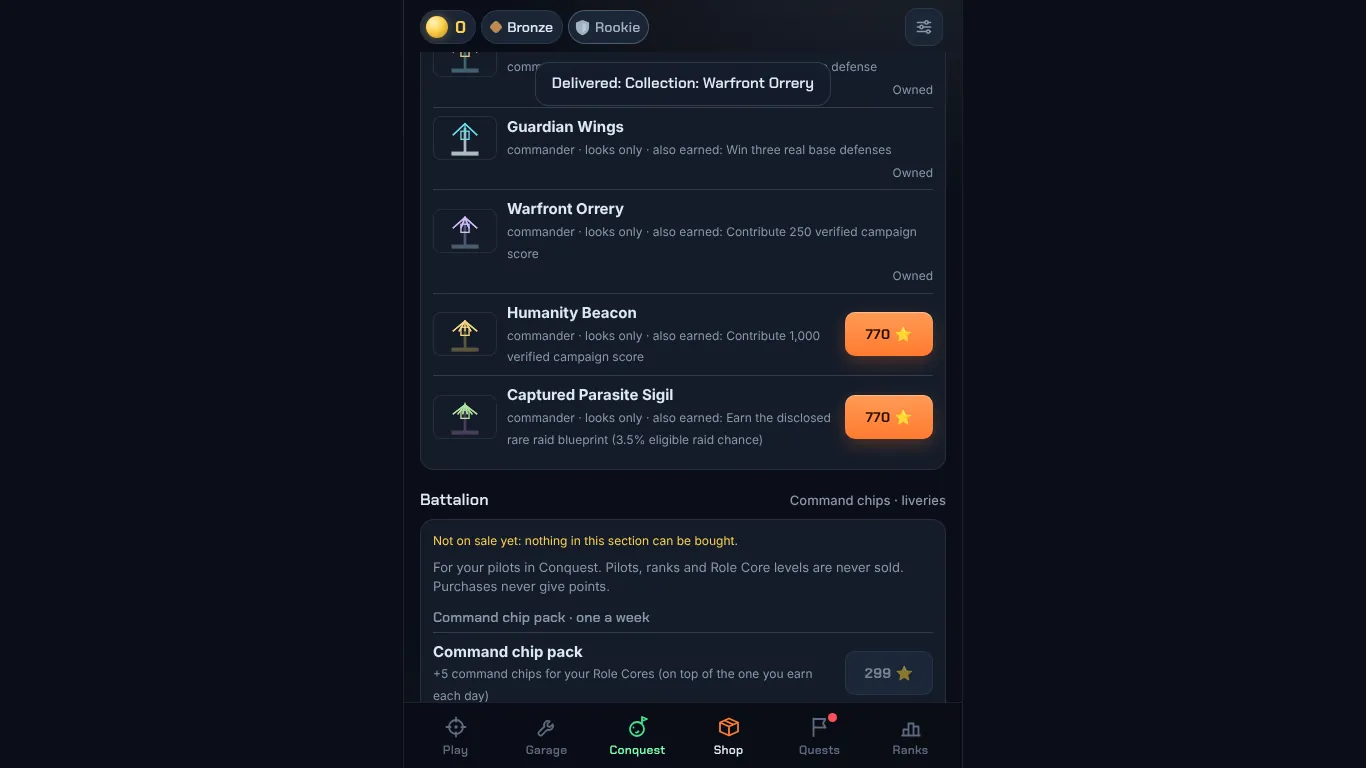 0
Bronze
Rookie
comm
defense
Delivered: Collection: Warfront Orrery
Owned
Guardian Wings
commander · looks only · also earned: Win three real base defenses
Owned
Warfront Orrery
commander · looks only · also earned: Contribute 250 verified campaign
score
Owned
Humanity Beacon
commander · looks only · also earned: Contribute 1,000
verified campaign score
770
Captured Parasite Sigil
commander · looks only · also earned: Earn the disclosed
rare raid blueprint (3.5% eligible raid chance)
770
Battalion
Command chips · liveries
Not on sale yet: nothing in this section can be bought.
For your pilots in Conquest. Pilots, ranks and Role Core levels are never sold.
Purchases never give points.
Command chip pack · one a week
Command chip pack
+5 command chips for your Role Cores (on top of the one you earn
each day)
299
Play
Garage
Conquest
Shop
Quests
Ranks